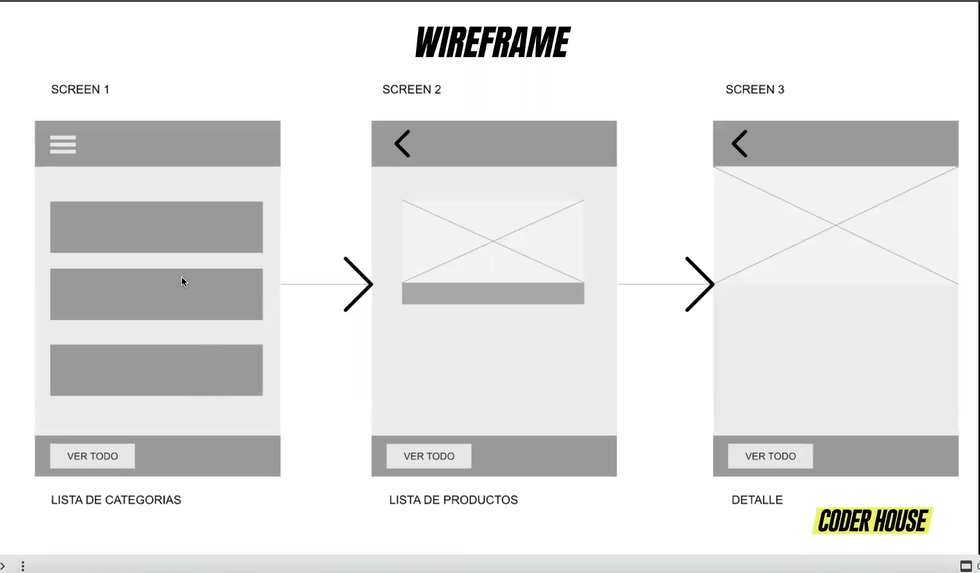 WIREFRAME
SCREEN 1
SCREEN 2
SCREEN 3
VER TODO
VER TODO
VER TODO
LISTA DE CATEGORIAS
LISTA DE PRODUCTOS
DETALLE
CODER HOUSE